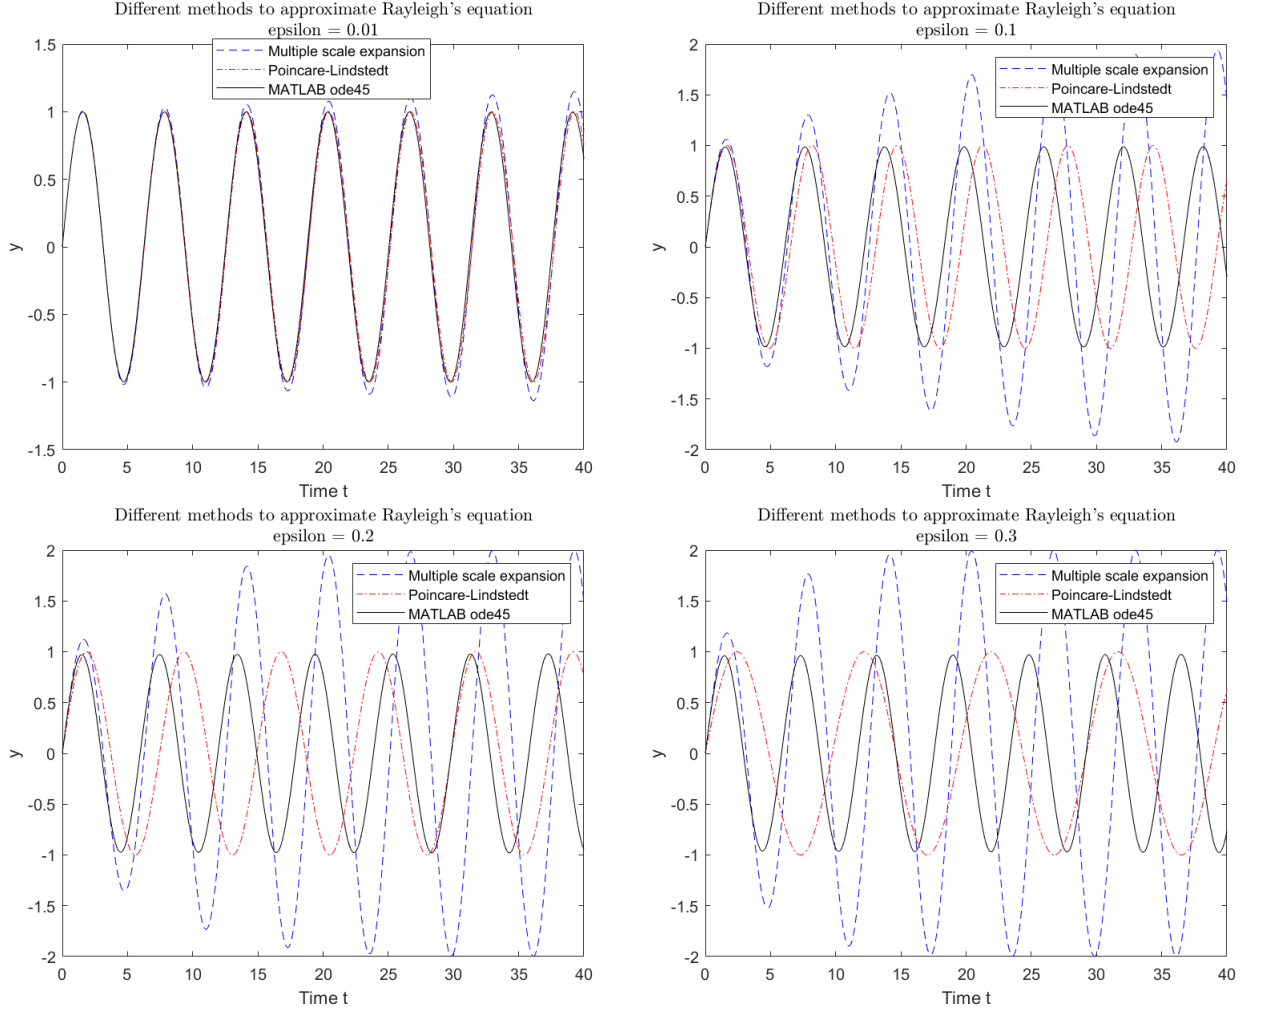 Different methods to approximate Rayleigh's equation
epsilon = 0.01
Multiple scale expansion
Poincare-Lindstedt
MATLAB ode45
1.5
1
0.5
0
-0.5
-1
-1.5
y
0 5 10 15 20 25 30 35 40
Time t
Different methods to approximate Rayleigh's equation
epsilon = 0.1
Multiple scale expansion
Poincare-Lindstedt
MATLAB ode45
2
1.5
1
0.5
0
-0.5
-1
-1.5
-2
y
0 5 10 15 20 25 30 35 40
Time t
Different methods to approximate Rayleigh's equation
epsilon = 0.2
Multiple scale expansion
Poincare-Lindstedt
MATLAB ode45
2
1.5
1
0.5
0
-0.5
-1
-1.5
-2
y
0 5 10 15 20 25 30 35 40
Time t
Different methods to approximate Rayleigh's equation
epsilon = 0.3
Multiple scale expansion
Poincare-Lindstedt
MATLAB ode45
2
1.5
1
0.5
0
-0.5
-1
-1.5
-2
y
0 5 10 15 20 25 30 35 40
Time t